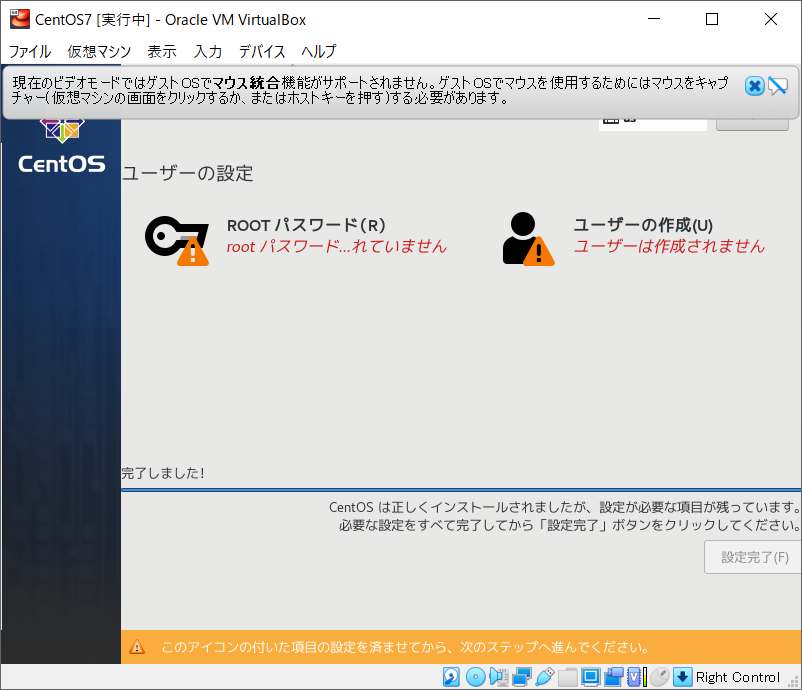 CentOS7 [実行中] - Oracle VM VirtualBox
ファイル 仮想マシン 表示 入力 デバイス ヘルプ
現在のビデオモードではゲストOSでマウス統合機能がサポートされません。ゲストOSでマウスを使用するためにはマウスをキャプ
チャー(仮想マシンの画面をクリックするか、またはホストキーを押す)する必要があります。
CentOS
ユーザーの設定
ROOT パスワード(R)
root パスワード...れていません
ユーザーの作成(U)
ユーザーは作成されません
完了しました!
CentOS は正しくインストールされましたが、設定が必要な項目が残っています。
必要な設定をすべて完了してから「設定完了」ボタンをクリックしてください。
設定完了(F)
このアイコンの付いた項目の設定を済ませてから、次のステップへ進んでください。
Right Control